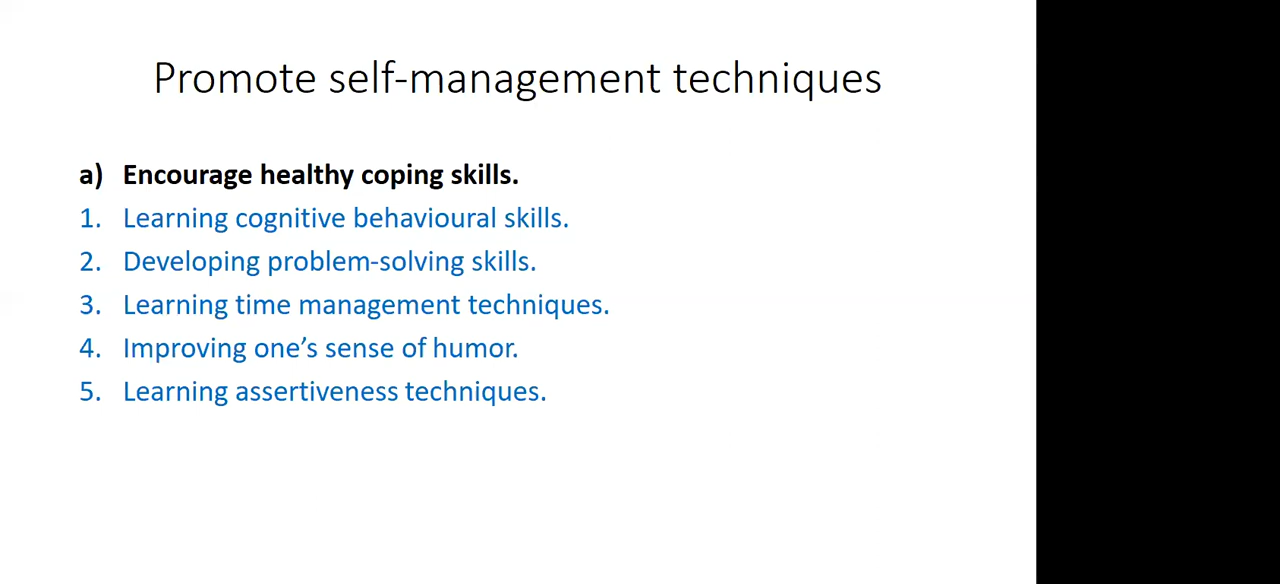 Promote self-management techniques
a) Encourage healthy coping skills.
1. Learning cognitive behavioural skills.
2. Developing problem-solving skills.
3. Learning time management techniques.
4. Improving one’s sense of humor.
5. Learning assertiveness techniques.